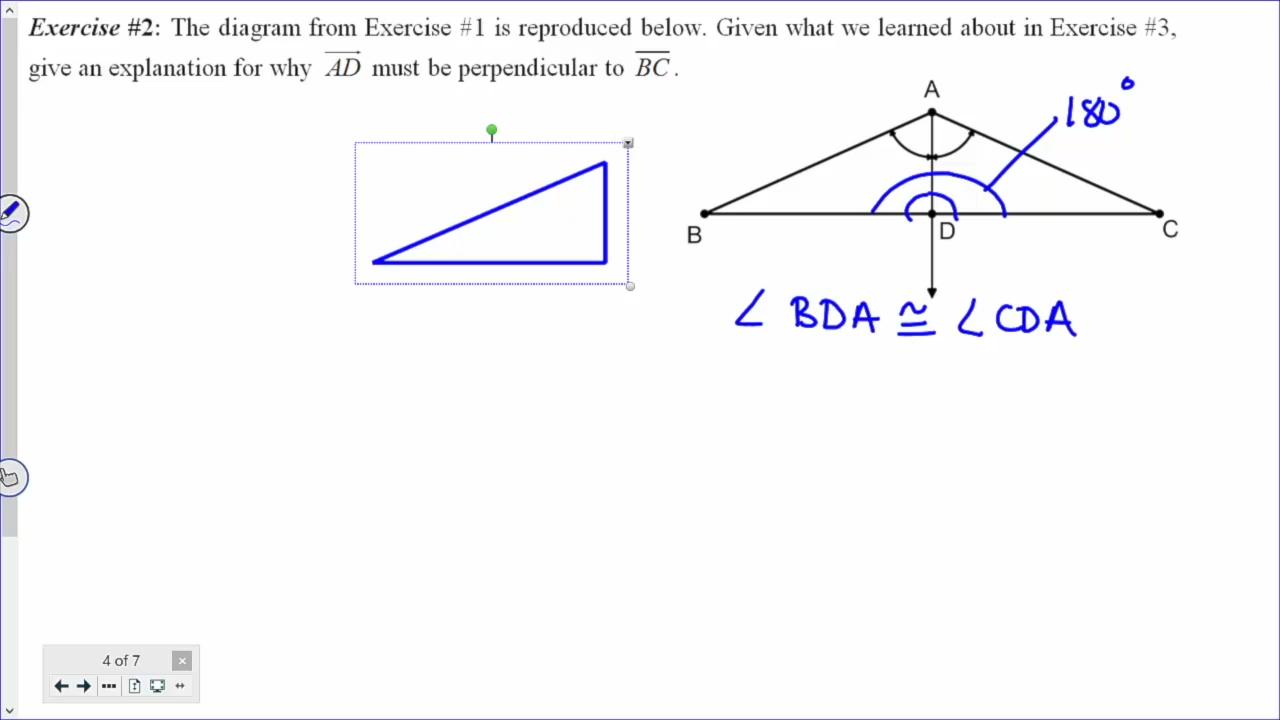 Exercise #2: The diagram from Exercise #1 is reproduced below. Given what we learned about in Exercise #3,
give an explanation for why AD must be perpendicular to BC.
A
180°
B
D
C
∠ BDA ≅ ∠ CDA
4 of 7